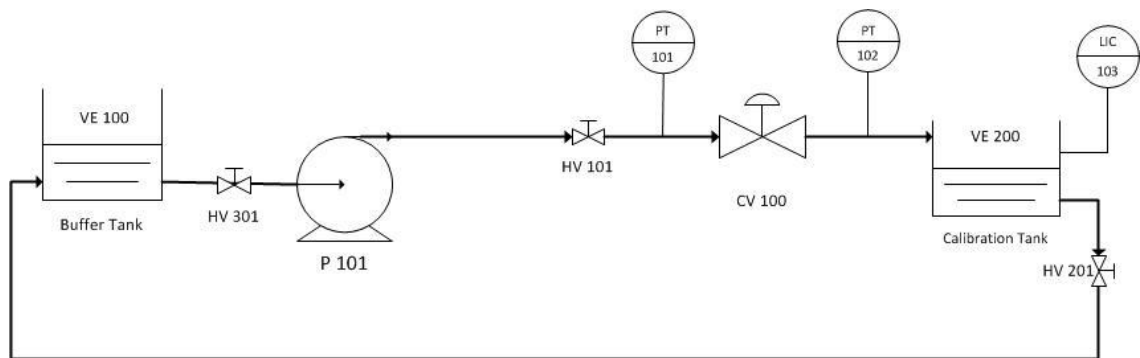 PT
101
PT
102
LIC
103
VE 100
VE 200
HV 101
HV 301
CV 100
Buffer Tank
Calibration Tank
P 101
HV 201